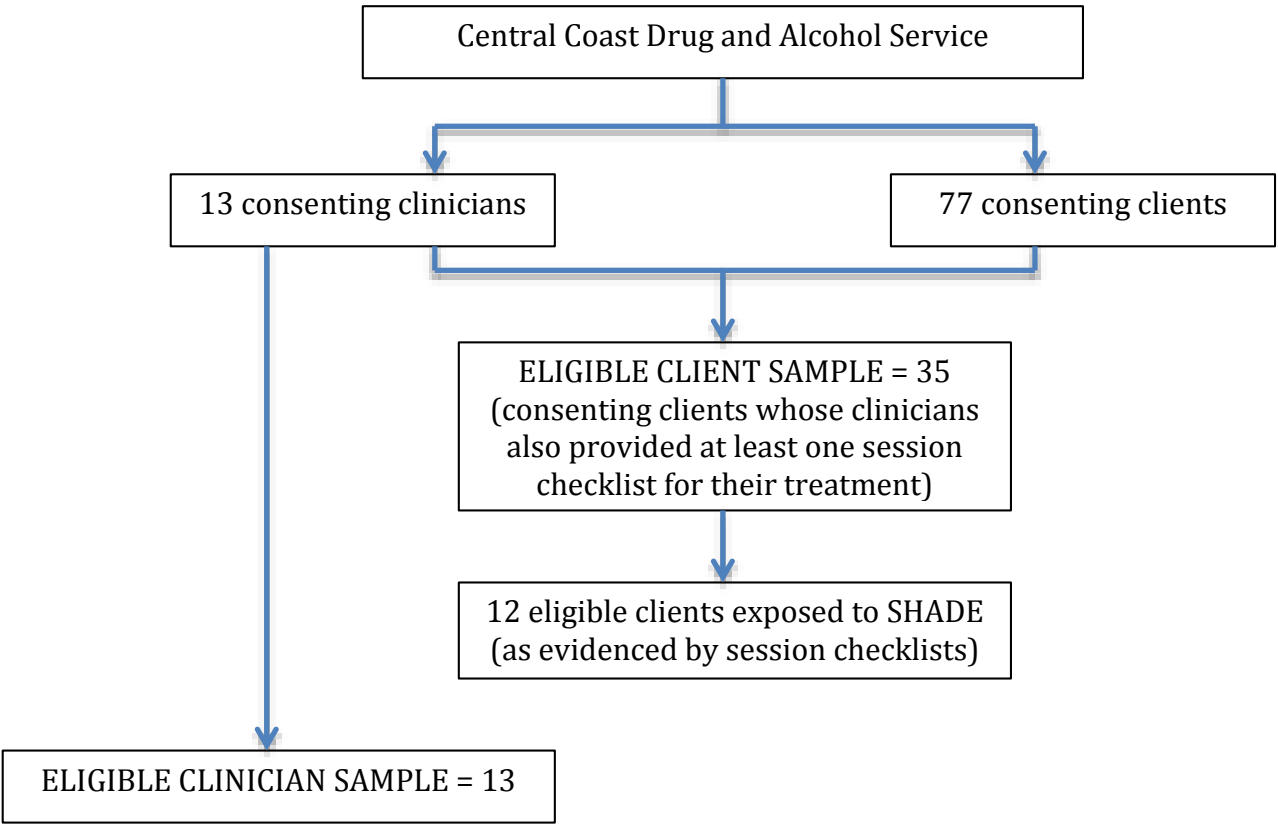 Central Coast Drug and Alcohol Service
13 consenting clinicians
77 consenting clients
ELIGIBLE CLIENT SAMPLE = 35
(consenting clients whose clinicians
also provided at least one session
checklist for their treatment)
12 eligible clients exposed to SHADE
(as evidenced by session checklists)
ELIGIBLE CLINICIAN SAMPLE = 13